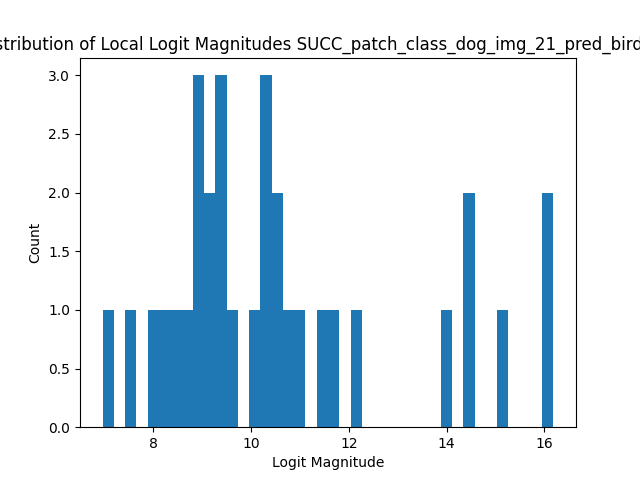 stribution of Local Logit Magnitudes SUCC_patch_class_dog_img_21_pred_bird
3.0
2.5
2.0
1.5
1.0
0.5
0.0
Count
8 10 12 14 16
Logit Magnitude